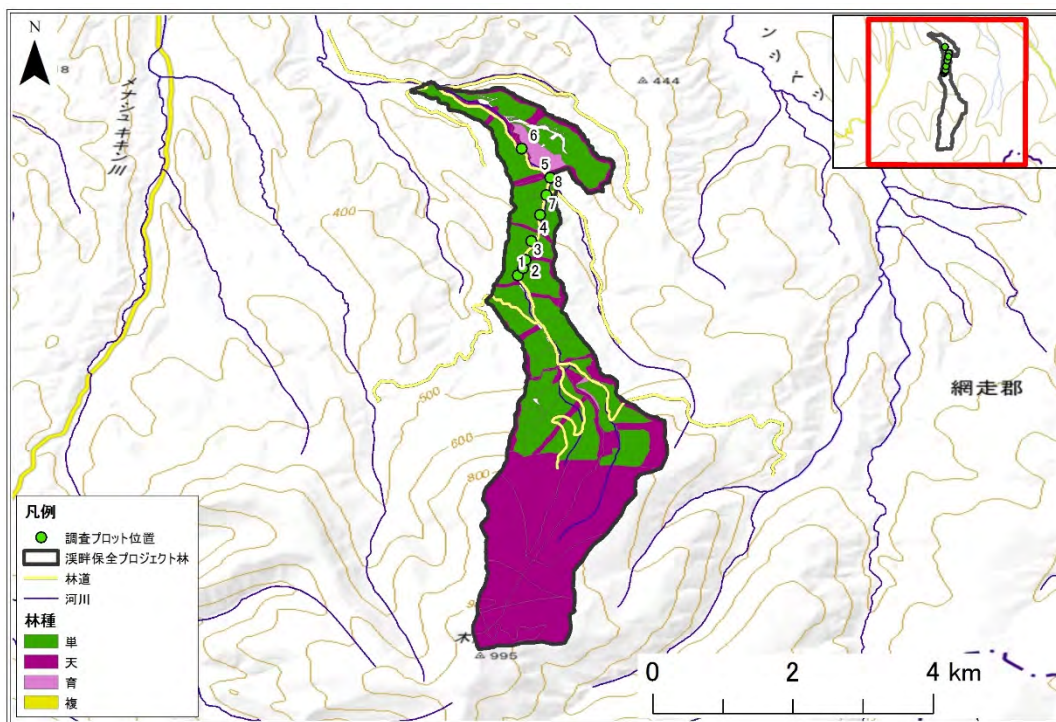 N
8
メナシュキキン川
ンシベツ
444
6
5
8
7
400
4
3
1
2
500
600
800
網走郡
995
凡例
調査プロット位置
渓畔保全プロジェクト林
林道
河川
林種
単
天
育
複
0 2 4 km